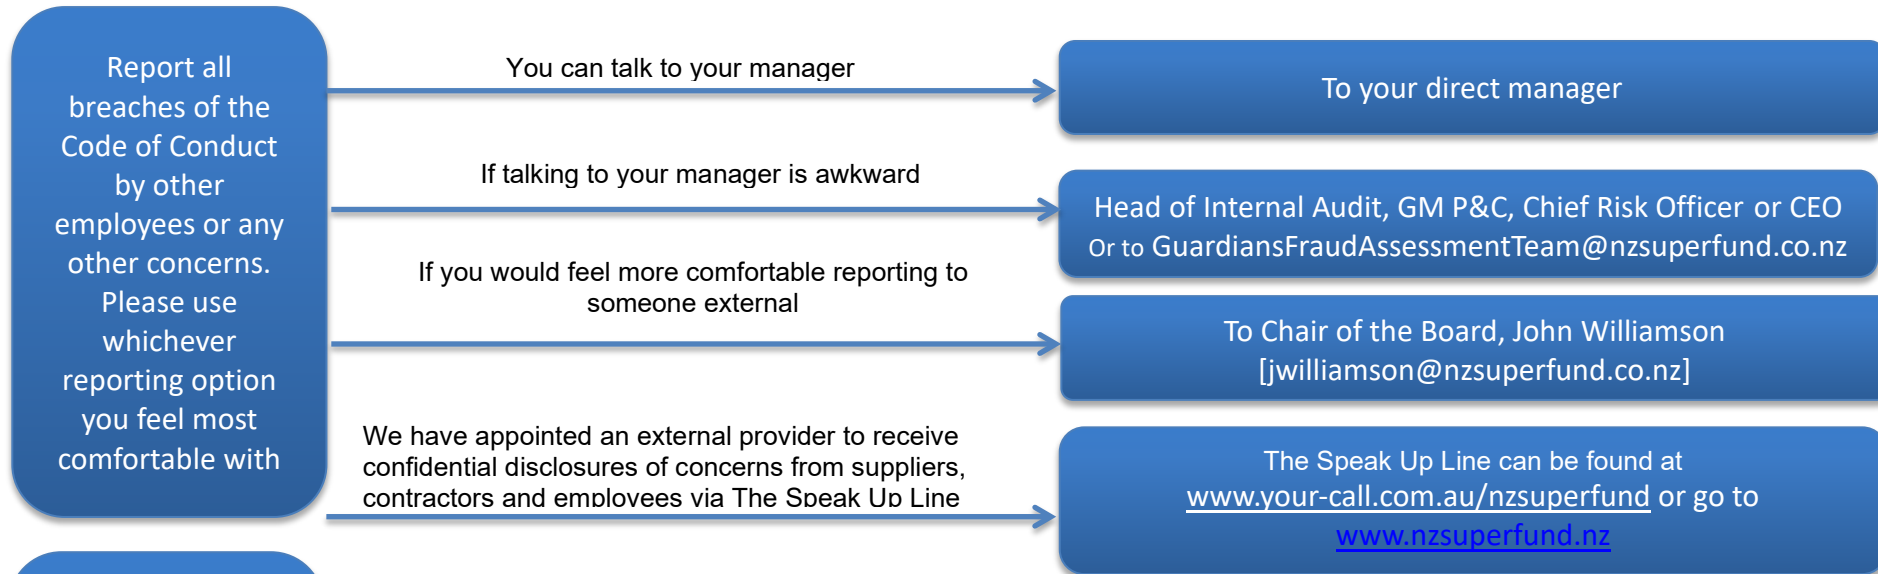 Report all
breaches of the
Code of Conduct
by other
employees or any
other concerns.
Please use
whichever
reporting option
you feel most
comfortable with
You can talk to your manager
To your direct manager
If talking to your manager is awkward
Head of Internal Audit, GM P&C, Chief Risk Officer or CEO
Or to GuardiansFraudAssessmentTeam@nzsuperfund.co.nz
If you would feel more comfortable reporting to
someone external
To Chair of the Board, John Williamson
[jwilliamson@nzsuperfund.co.nz]
We have appointed an external provider to receive
confidential disclosures of concerns from suppliers,
contractors and employees via The Speak Up Line
The Speak Up Line can be found at
www.your-call.com.au/nzsuperfund or go to
www.nzsuperfund.nz